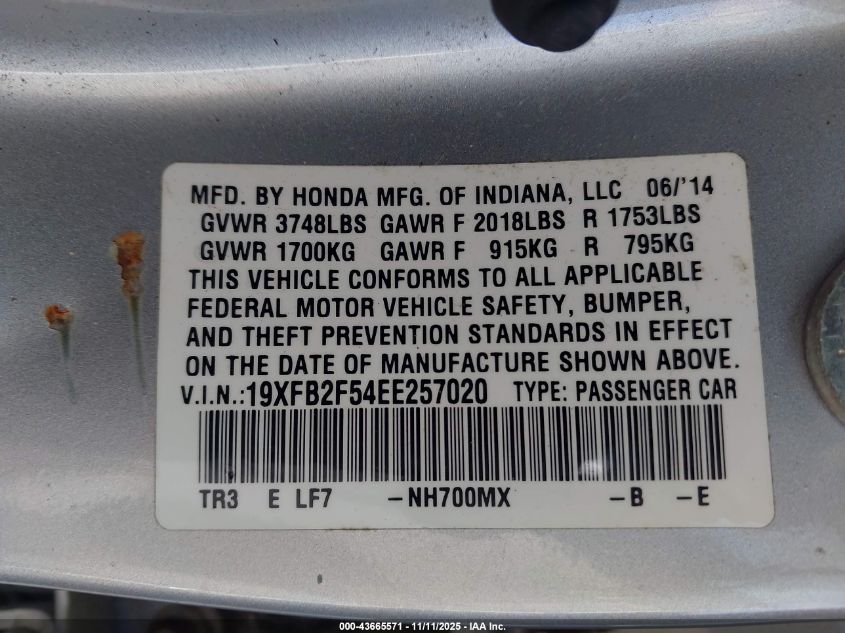 MFD. BY HONDA MFG. OF INDIANA, LLC 06/'14
GVWR 3748LBS GAWR F 2018LBS R 1753LBS
GVWR 1700KG GAWR F 915KG R 795KG
THIS VEHICLE CONFORMS TO ALL APPLICABLE
FEDERAL MOTOR VEHICLE SAFETY, BUMPER,
AND THEFT PREVENTION STANDARDS IN EFFECT
ON THE DATE OF MANUFACTURE SHOWN ABOVE.
V.I.N.:19XFB2F54EE257020 TYPE: PASSENGER CAR
TR3 E LF7 -NH700MX -B -E
000-43665571 - 11/11/2025 - IAA Inc.